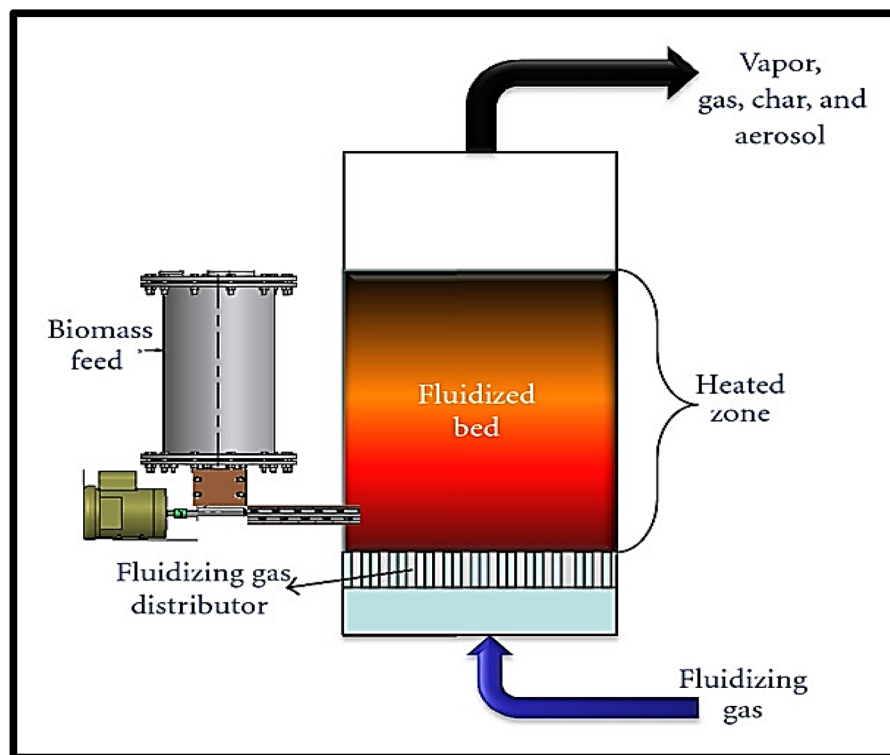 Vapor,
gas, char, and
aerosol
Biomass
feed
Fluidized
bed
Heated
zone
Fluidizing gas
distributor
Fluidizing
gas